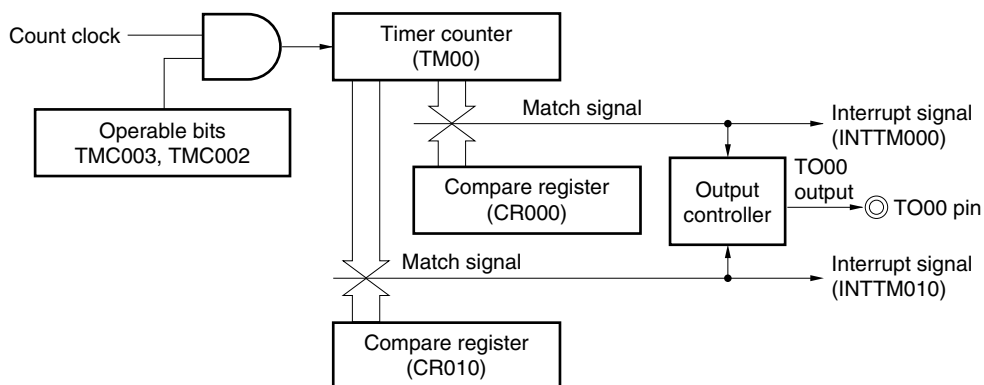 Count clock
Timer counter
(TM00)
Operable bits
TMC003, TMC002
Match signal
Interrupt signal
(INTTM000)
Compare register
(CR000)
Output
controller
TO00
output
TO00 pin
Match signal
Interrupt signal
(INTTM010)
Compare register
(CR010)